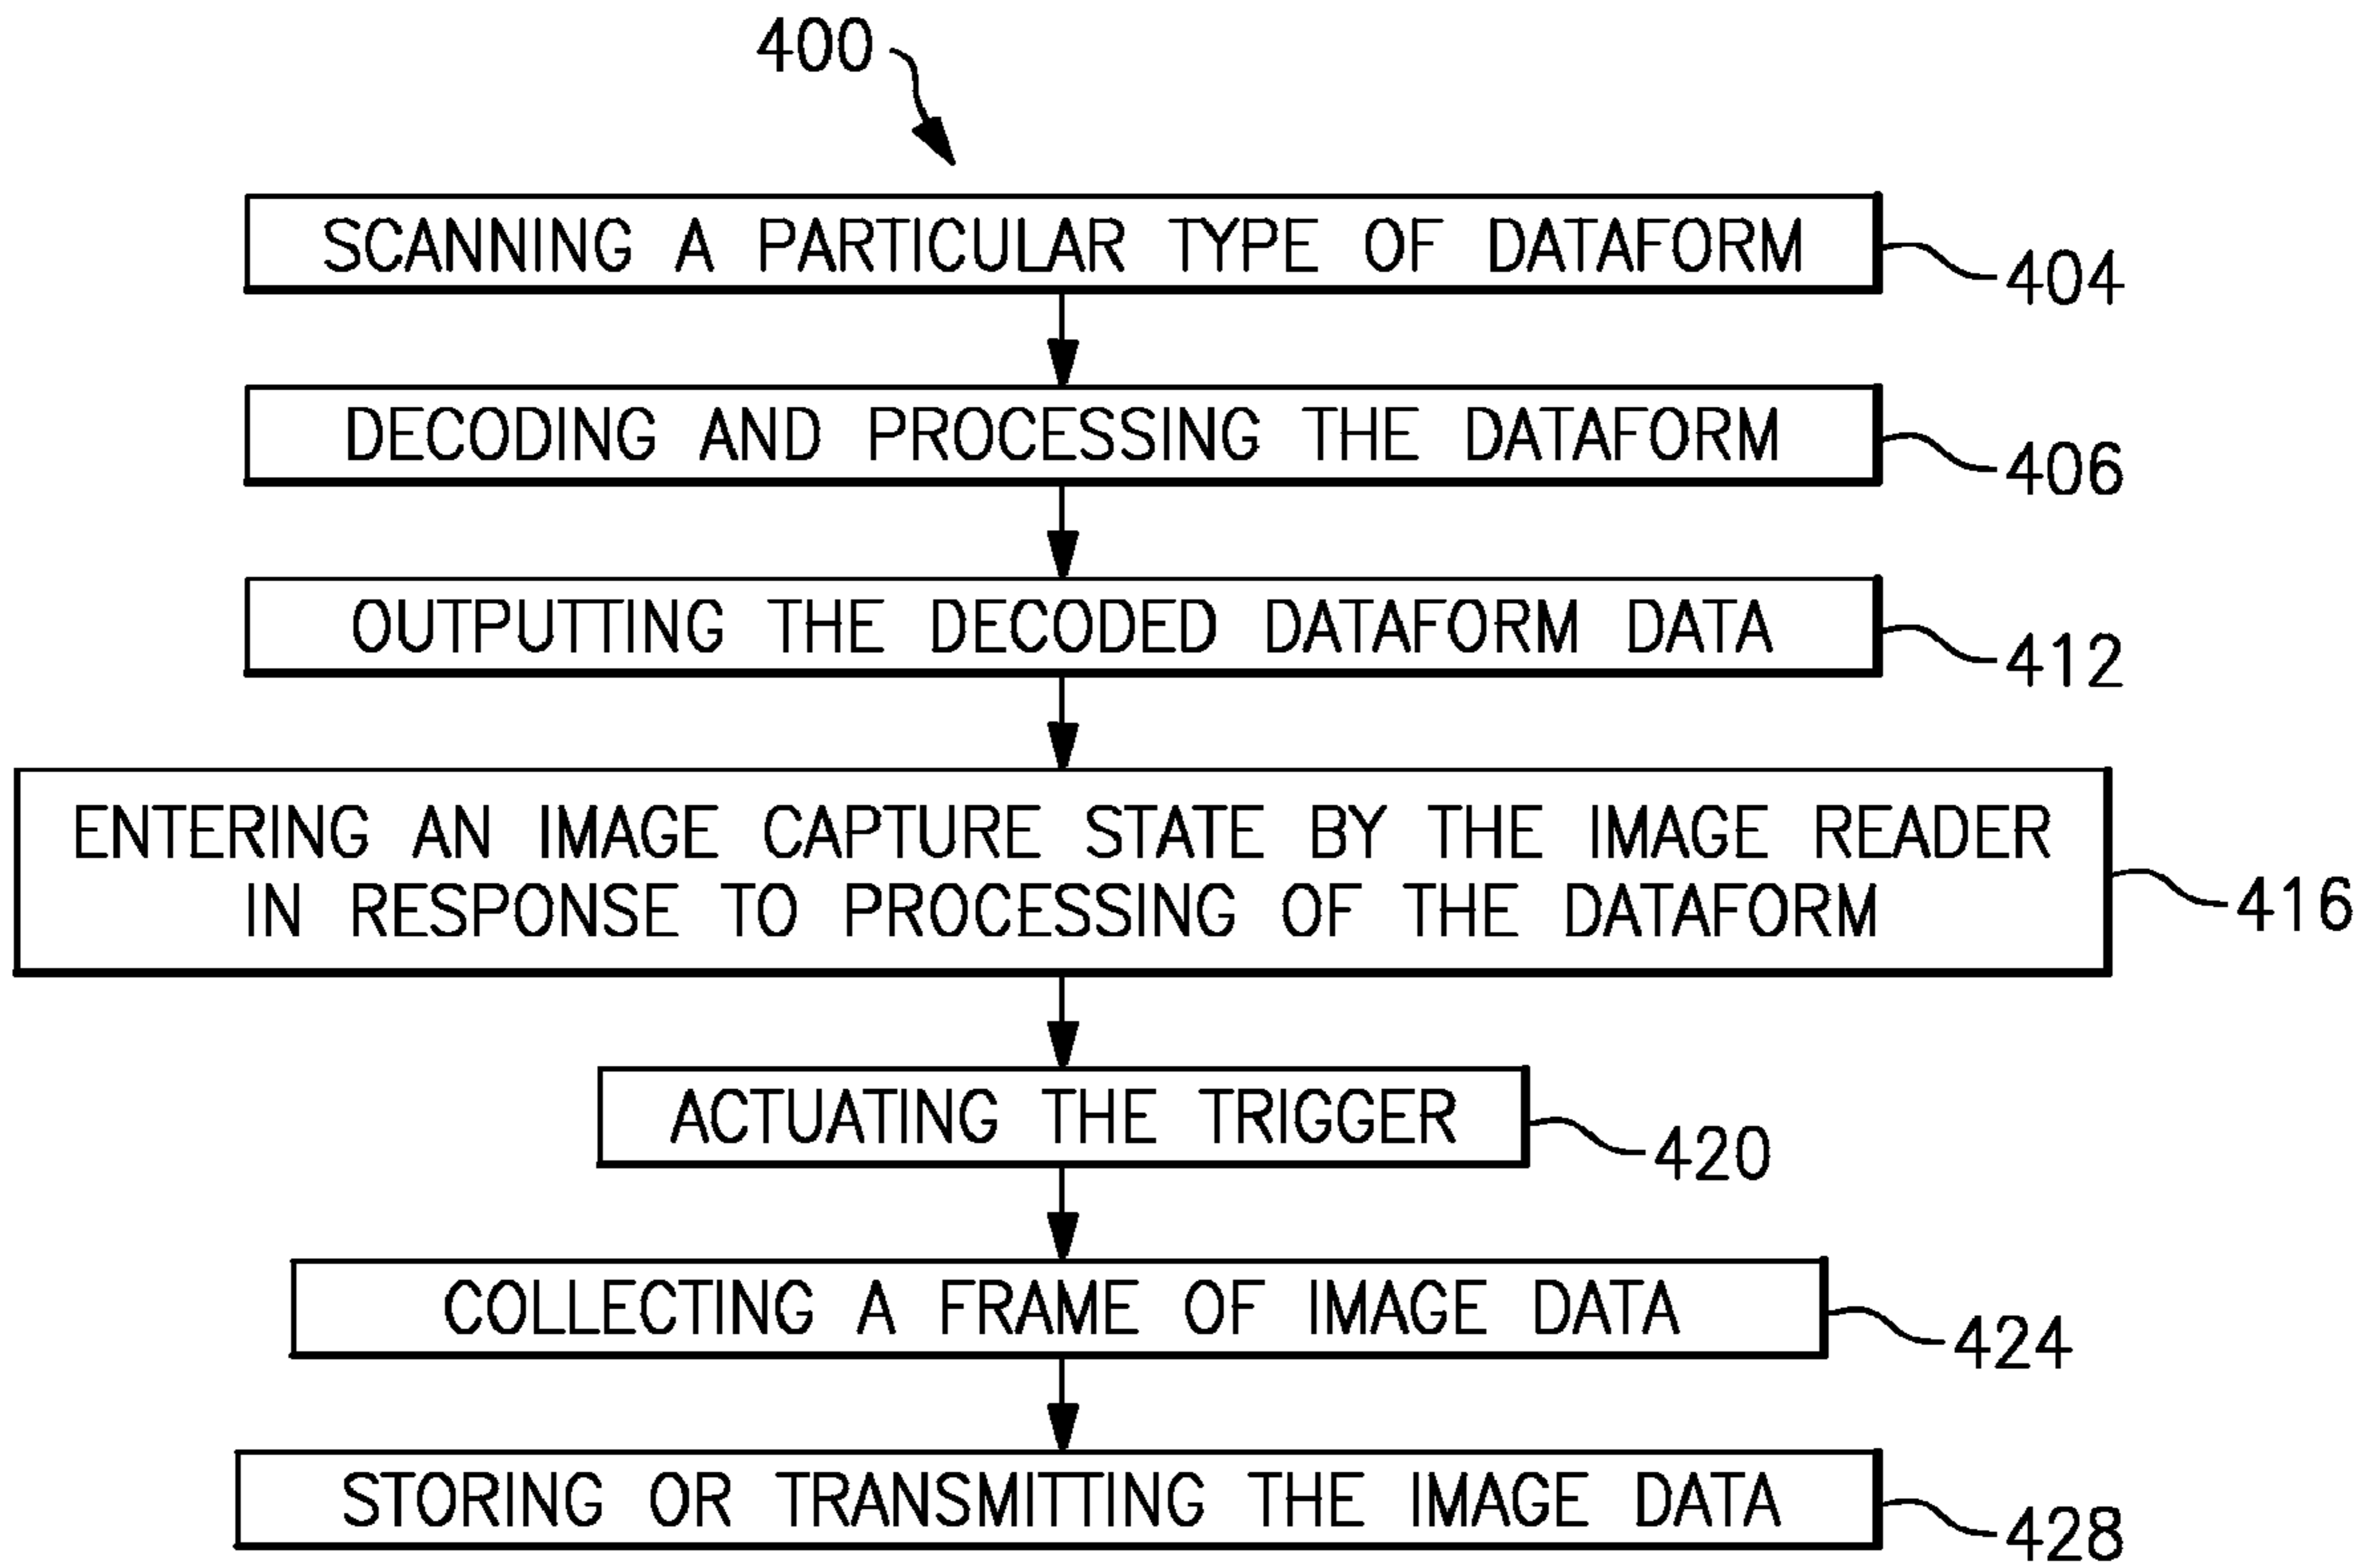 400
SCANNING A PARTICULAR TYPE OF DATAFORM
404
DECODING AND PROCESSING THE DATAFORM
406
OUTPUTTING THE DECODED DATAFORM DATA
412
ENTERING AN IMAGE CAPTURE STATE BY THE IMAGE READER
IN RESPONSE TO PROCESSING OF THE DATAFORM
416
ACTUATING THE TRIGGER
420
COLLECTING A FRAME OF IMAGE DATA
424
STORING OR TRANSMITTING THE IMAGE DATA
428